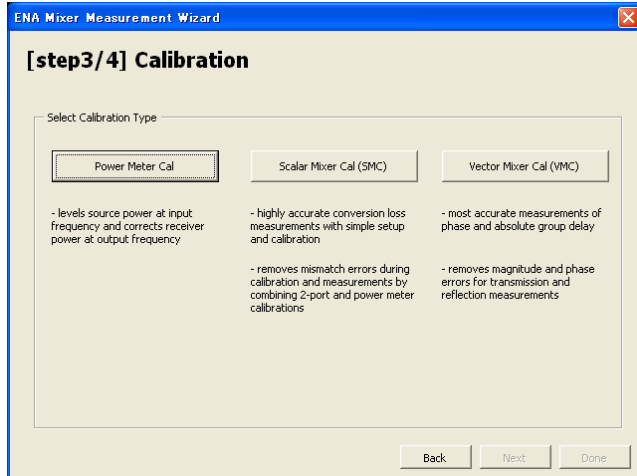 ENA Mixer Measurement Wizard
[step3/4] Calibration
Select Calibration Type
Power Meter Cal
Scalar Mixer Cal (SMC)
Vector Mixer Cal (VMC)
- levels source power at input
frequency and corrects receiver
power at output frequency
- highly accurate conversion loss
measurements with simple setup
and calibration
- removes mismatch errors during
calibration and measurements by
combining 2-port and power meter
calibrations
- most accurate measurements of
phase and absolute group delay
- removes magnitude and phase
errors for transmission and
reflection measurements
Back
Next
Done